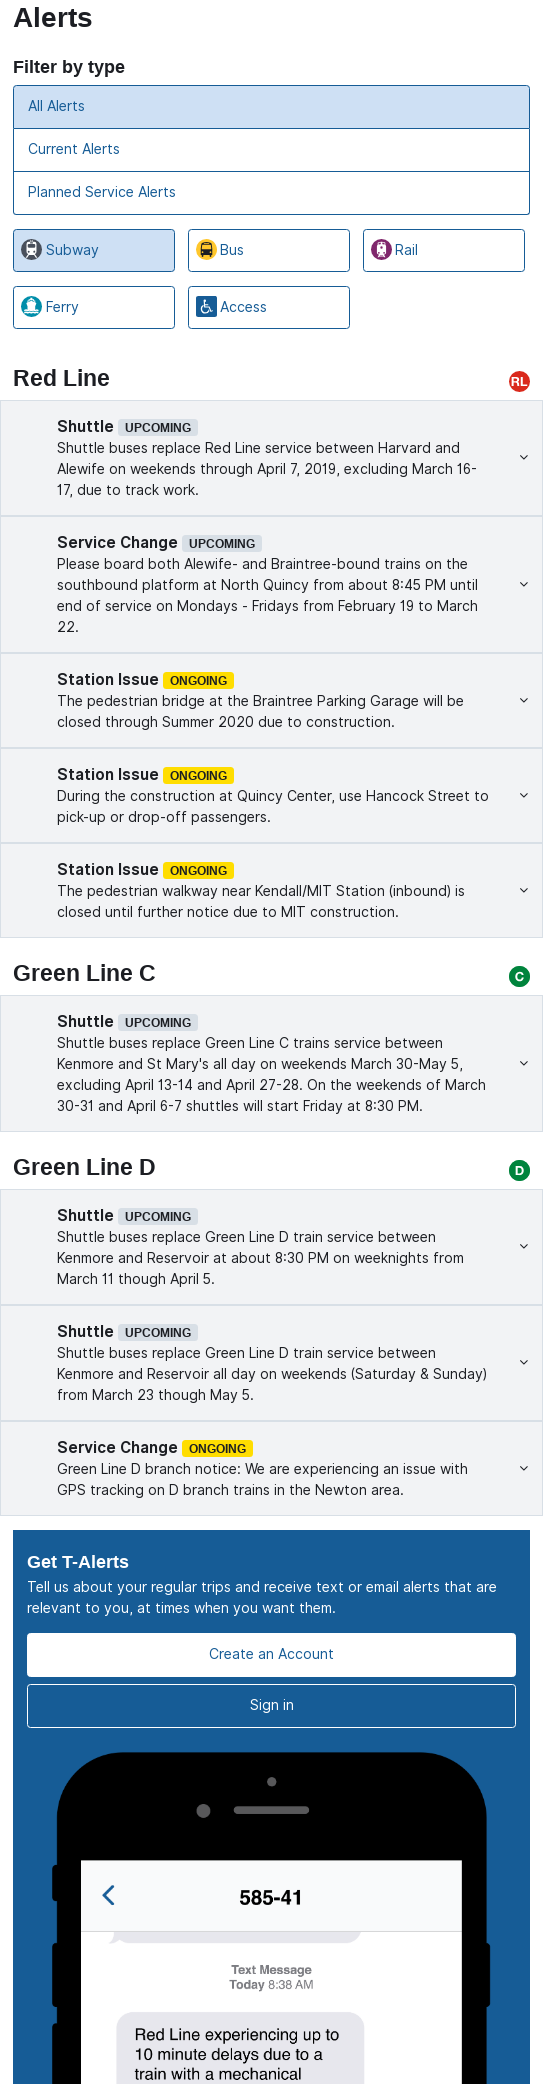 Alerts
Filter by type
All Alerts
Current Alerts
Planned Service Alerts
Subway
Bus
Rail
Ferry
Access
Red Line
RL
Shuttle UPCOMING
Shuttle buses replace Red Line service between Harvard and
Alewife on weekends through April 7, 2019, excluding March 16-
17, due to track work.
Service Change UPCOMING
Please board both Alewife- and Braintree-bound trains on the
southbound platform at North Quincy from about 8:45 PM until
end of service on Mondays - Fridays from February 19 to March
22.
Station Issue ONGOING
The pedestrian bridge at the Braintree Parking Garage will be
closed through Summer 2020 due to construction.
Station Issue ONGOING
During the construction at Quincy Center, use Hancock Street to
pick-up or drop-off passengers.
Station Issue ONGOING
The pedestrian walkway near Kendall/MIT Station (inbound) is
closed until further notice due to MIT construction.
Green Line C
C
Shuttle UPCOMING
Shuttle buses replace Green Line C trains service between
Kenmore and St Mary's all day on weekends March 30-May 5,
excluding April 13-14 and April 27-28. On the weekends of March
30-31 and April 6-7 shuttles will start Friday at 8:30 PM.
Green Line D
D
Shuttle UPCOMING
Shuttle buses replace Green Line D train service between
Kenmore and Reservoir at about 8:30 PM on weeknights from
March 11 though April 5.
Shuttle UPCOMING
Shuttle buses replace Green Line D train service between
Kenmore and Reservoir all day on weekends (Saturday & Sunday)
from March 23 though May 5.
Service Change ONGOING
Green Line D branch notice: We are experiencing an issue with
GPS tracking on D branch trains in the Newton area.
Get T-Alerts
Tell us about your regular trips and receive text or email alerts that are
relevant to you, at times when you want them.
Create an Account
Sign in
585-41
Text Message
Today 8:38 AM
Red Line experiencing up to
10 minute delays due to a
train with a mechanical